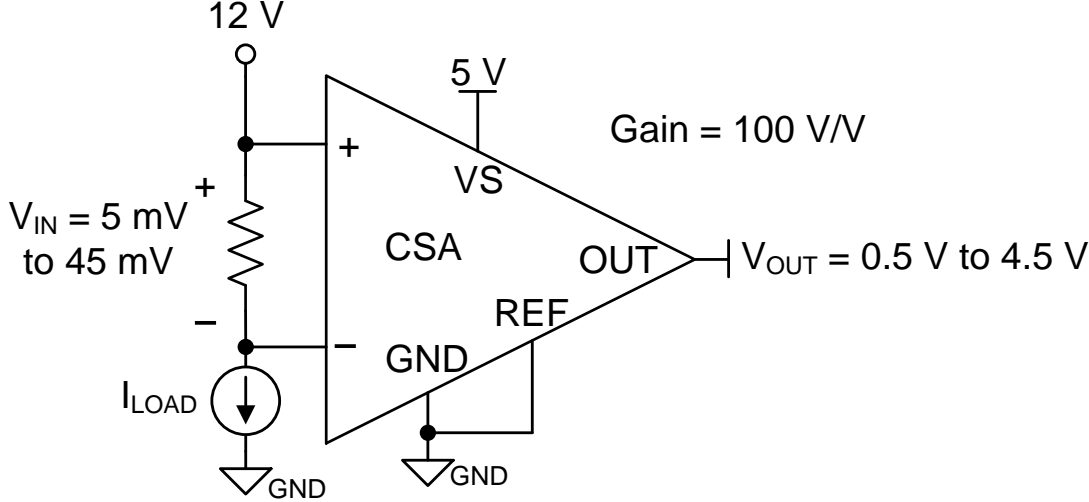 12 V
5 V
Gain = 100 V/V
+
VS
+
V_IN = 5 mV
to 45 mV
CSA
OUT
V_OUT = 0.5 V to 4.5 V
REF
−
−
GND
I_LOAD
GND
GND